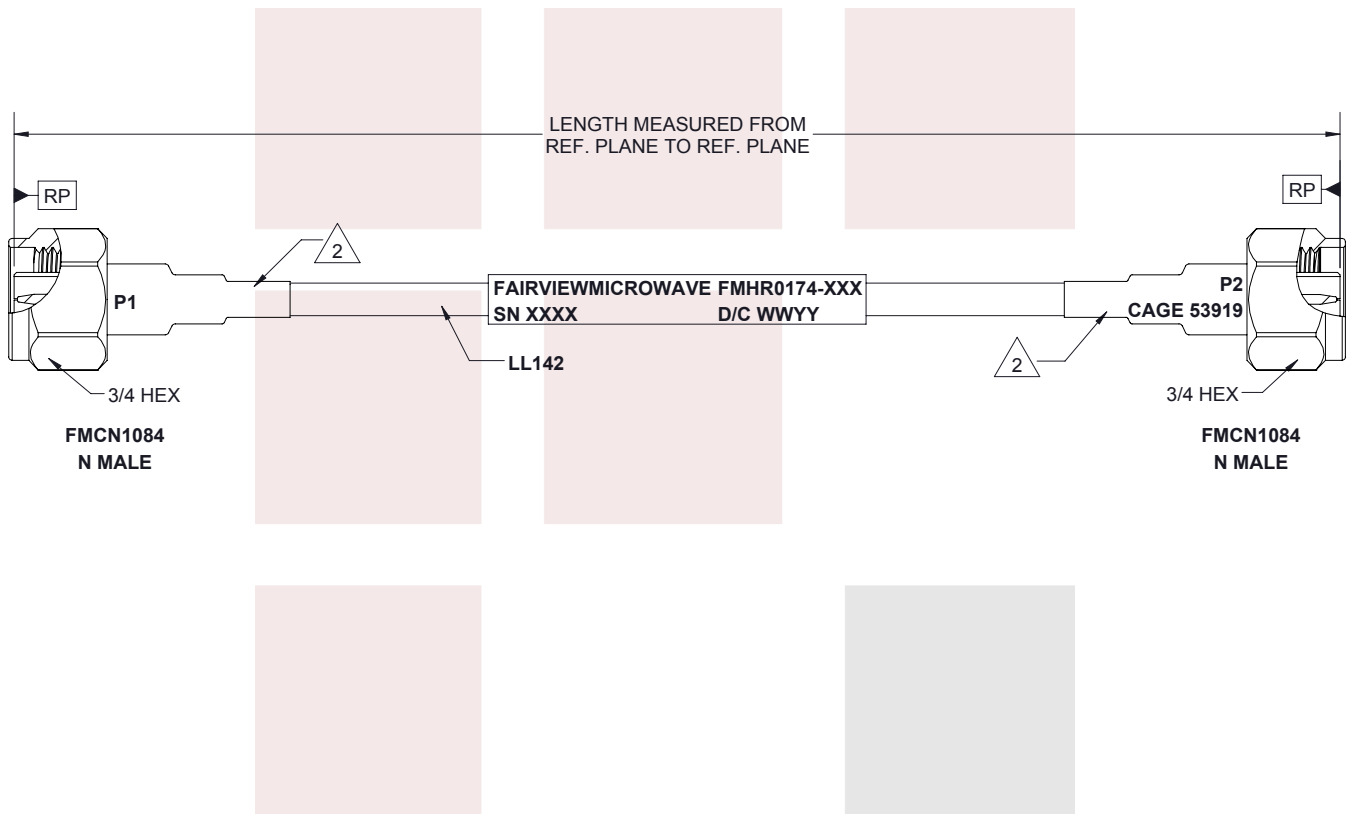 LENGTH MEASURED FROM
REF. PLANE TO REF. PLANE
RP
RP
2
FAIRVIEWMICROWAVE FMHR0174-XXX
SN XXXX D/C WWYY
P1
P2
CAGE 53919
LL142
2
3/4 HEX
3/4 HEX
FMCN1084
N MALE
FMCN1084
N MALE